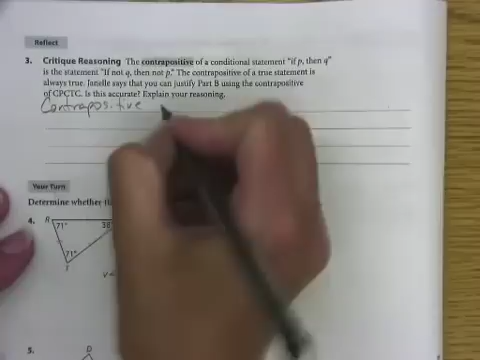 Reflect
3. Critique Reasoning The contrapositive of a conditional statement "if p, then q"
is the statement "If not q, then not p." The contrapositive of a true statement is
always true. Janelle says that you can justify Part B using the contrapositive
of CPCTC. Is this accurate? Explain your reasoning.
Contrapositive
Your Turn
Determine whether
4. R 71° 38
71°
T
5. D